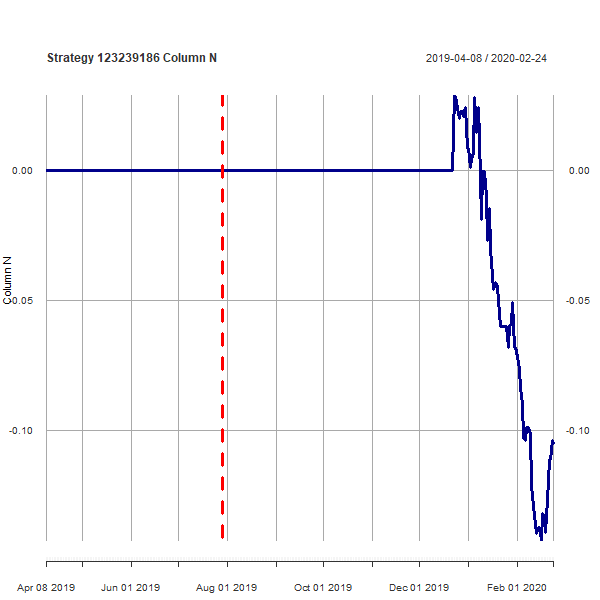 Strategy 123239186 Column N
2019-04-08 / 2020-02-24
0.00
0.00
Column N
-0.05
-0.05
-0.10
-0.10
Apr 08 2019
Jun 01 2019
Aug 01 2019
Oct 01 2019
Dec 01 2019
Feb 01 2020